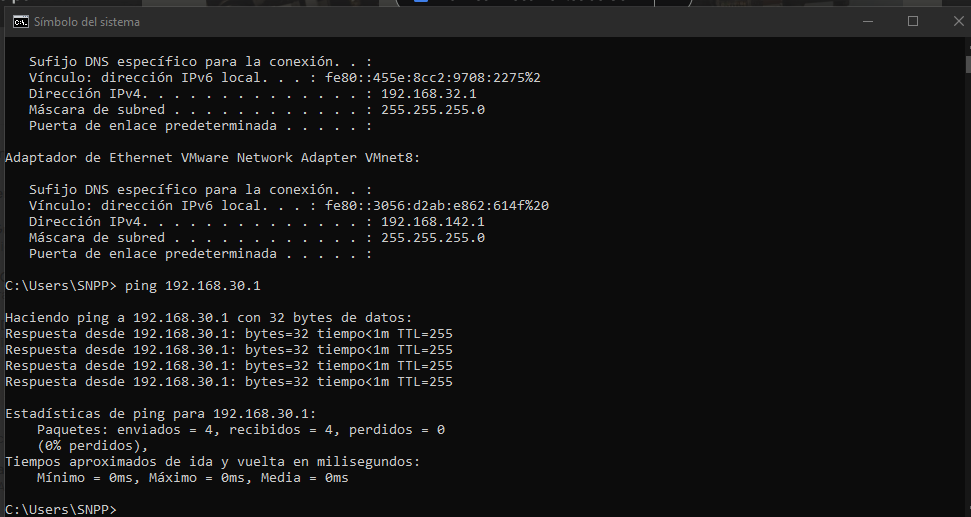 Símbolo del sistema
Sufijo DNS específico para la conexión. . :
Vínculo: dirección IPv6 local. . . : fe80::455e:8cc2:9708:2275%2
Dirección IPv4. . . . . . . . . . . . . . : 192.168.32.1
Máscara de subred . . . . . . . . . . . . : 255.255.255.0
Puerta de enlace predeterminada . . . . . :
Adaptador de Ethernet VMware Network Adapter VMnet8:
Sufijo DNS específico para la conexión. . :
Vínculo: dirección IPv6 local. . . : fe80::3056:d2ab:e862:614f%20
Dirección IPv4. . . . . . . . . . . . . . : 192.168.142.1
Máscara de subred . . . . . . . . . . . . : 255.255.255.0
Puerta de enlace predeterminada . . . . . :
C:\Users\SNPP> ping 192.168.30.1
Haciendo ping a 192.168.30.1 con 32 bytes de datos:
Respuesta desde 192.168.30.1: bytes=32 tiempo<1m TTL=255
Respuesta desde 192.168.30.1: bytes=32 tiempo<1m TTL=255
Respuesta desde 192.168.30.1: bytes=32 tiempo<1m TTL=255
Respuesta desde 192.168.30.1: bytes=32 tiempo<1m TTL=255
Estadísticas de ping para 192.168.30.1:
Paquetes: enviados = 4, recibidos = 4, perdidos = 0
(0% perdidos),
Tiempos aproximados de ida y vuelta en milisegundos:
Mínimo = 0ms, Máximo = 0ms, Media = 0ms
C:\Users\SNPP>